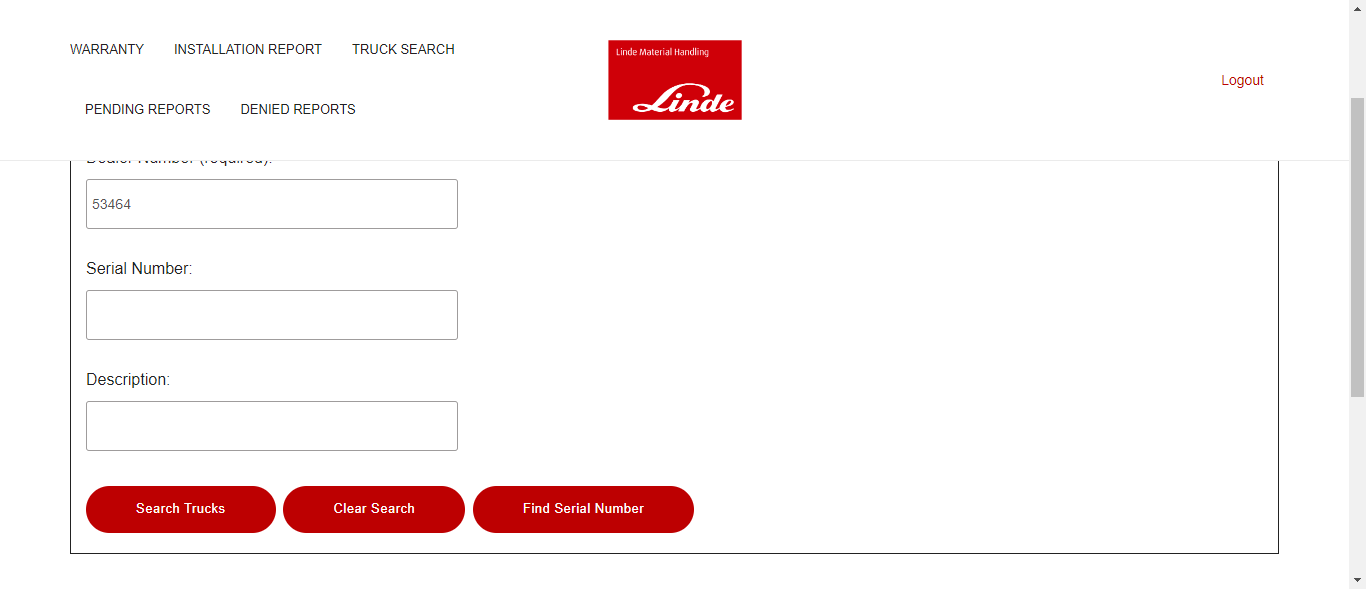 WARRANTY INSTALLATION REPORT TRUCK SEARCH
PENDING REPORTS DENIED REPORTS
Linde Material Handling
Linde
Logout
Dealer Number (required):
53464
Serial Number:
Description:
Search Trucks Clear Search Find Serial Number